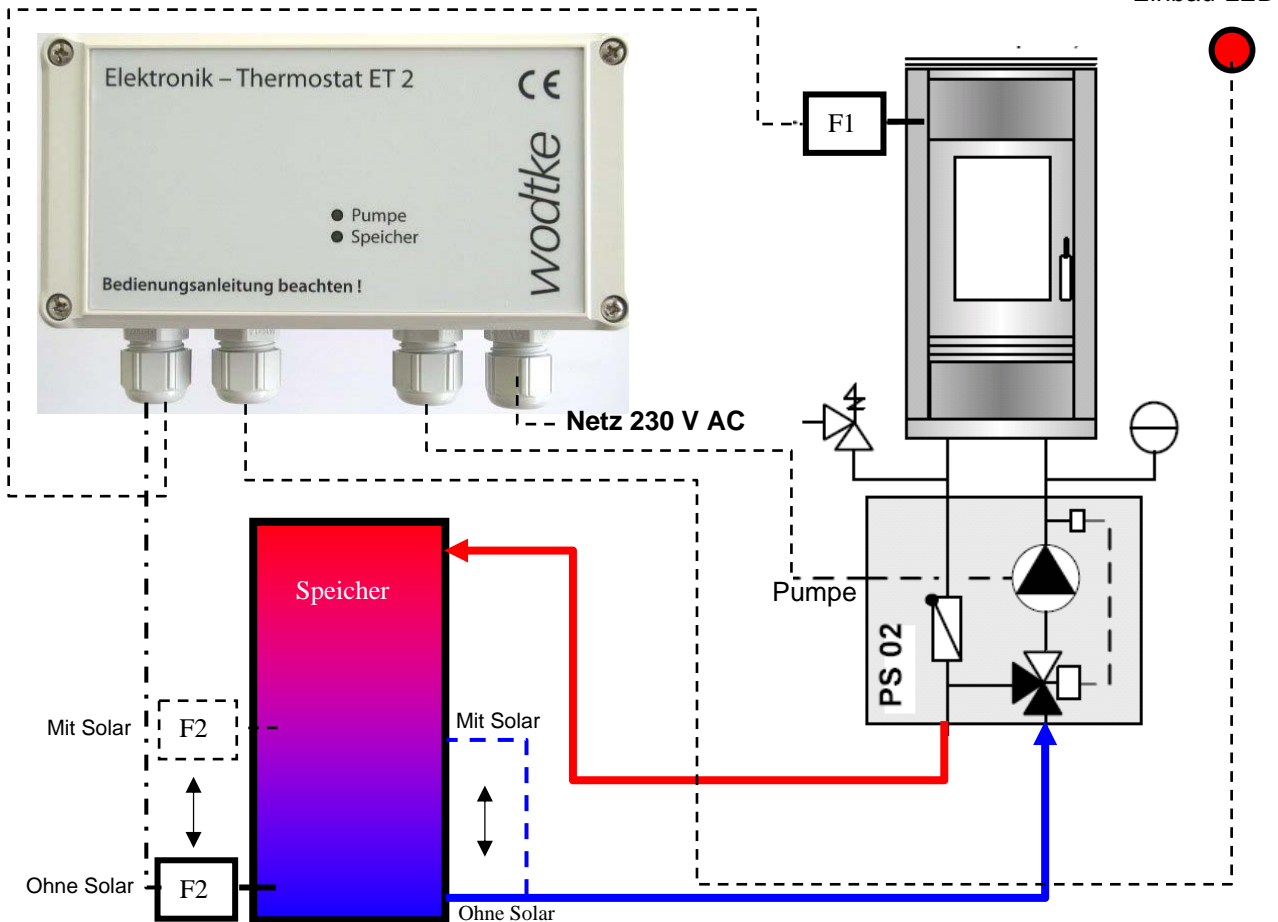 Elektronik – Thermostat ET 2
CE
wodtke
Pumpe
Speicher
Bedienungsanleitung beachten !
F1
Netz 230 V AC
Speicher
Pumpe
PS 02
Mit Solar
F2
Mit Solar
Ohne Solar
F2
Ohne Solar